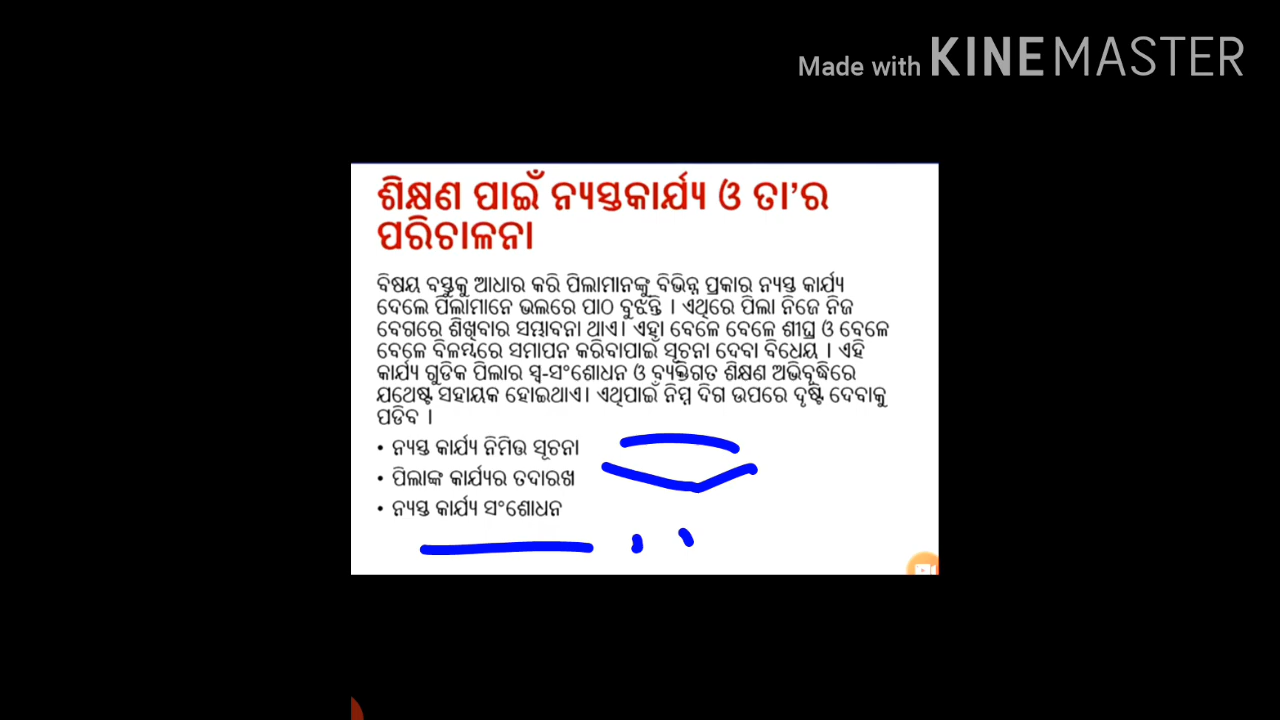 Made with KINEMASTER
ଶିକ୍ଷଣ ପାଇଁ ନ୍ୟସ୍ତକାର୍ଯ୍ୟ ଓ ତା’ର
ପରିଚାଳନା
ବିଷୟ ବସ୍ତୁକୁ ଆଧାର କରି ପିଲାମାନଙ୍କୁ ବିଭିନ୍ନ ପ୍ରକାର ନ୍ୟସ୍ତ କାର୍ଯ୍ୟ
ଦେଲେ ପିଲାମାନେ ଭଲରେ ପାଠ ବୁଝନ୍ତି । ଏଥିରେ ପିଲା ନିଜେ ନିଜ
ବେଗରେ ଶିଖିବାର ସମ୍ଭାବନା ଥାଏ। ଏହା ବେଳେ ବେଳେ ଶୀଘ୍ର ଓ ବେଳେ
ବେଳେ ବିଳମ୍ବରେ ସମାପନ କରିବାପାଇଁ ସୂଚନା ଦେବା ବିଧେୟ । ଏହି
କାର୍ଯ୍ୟ ଗୁଡିକ ପିଲାର ସ୍ୱ-ସଂଶୋଧନ ଓ ବ୍ୟକ୍ତିଗତ ଶିକ୍ଷଣ ଅଭିବୃଦ୍ଧିରେ
ଯଥେଷ୍ଟ ସହାୟକ ହୋଇଥାଏ। ଏଥିପାଇଁ ନିମ୍ନ ଦିଗ ଉପରେ ଦୃଷ୍ଟି ଦେବାକୁ
ପଡିବ ।
• ନ୍ୟସ୍ତ କାର୍ଯ୍ୟ ନିମିତ୍ତ ସୂଚନା
• ପିଲାଙ୍କ କାର୍ଯ୍ୟର ତଦାରଖ
• ନ୍ୟସ୍ତ କାର୍ଯ୍ୟ ସଂଶୋଧନ